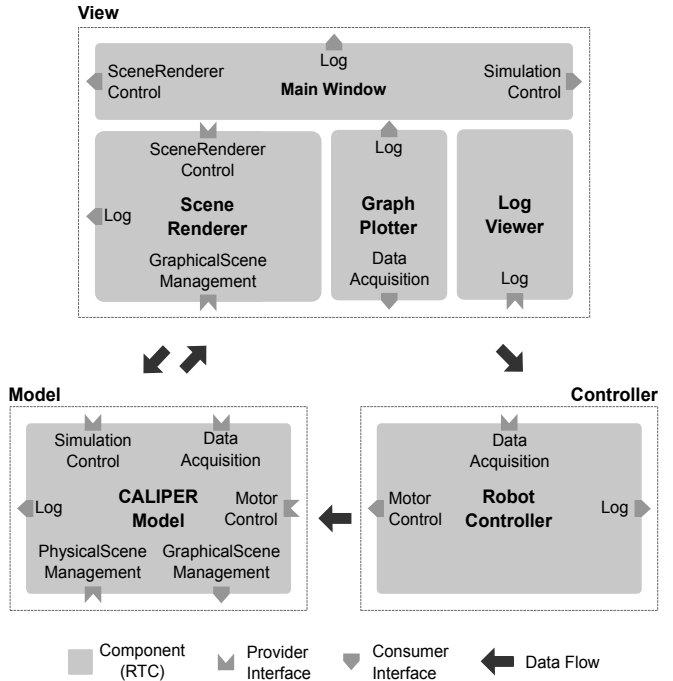 View
Log
SceneRenderer
Control
Main Window
Simulation
Control
SceneRenderer
Control
Log
Scene
Renderer
GraphicalScene
Management
Log
Graph
Plotter
Data
Acquisition
Log
Viewer
Log
Model
Simulation
Control
Data
Acquisition
Log
CALIPER
Model
Motor
Control
PhysicalScene
Management
GraphicalScene
Management
Controller
Data
Acquisition
Motor
Control
Robot
Controller
Log
Component
(RTC)
Provider
Interface
Consumer
Interface
Data Flow